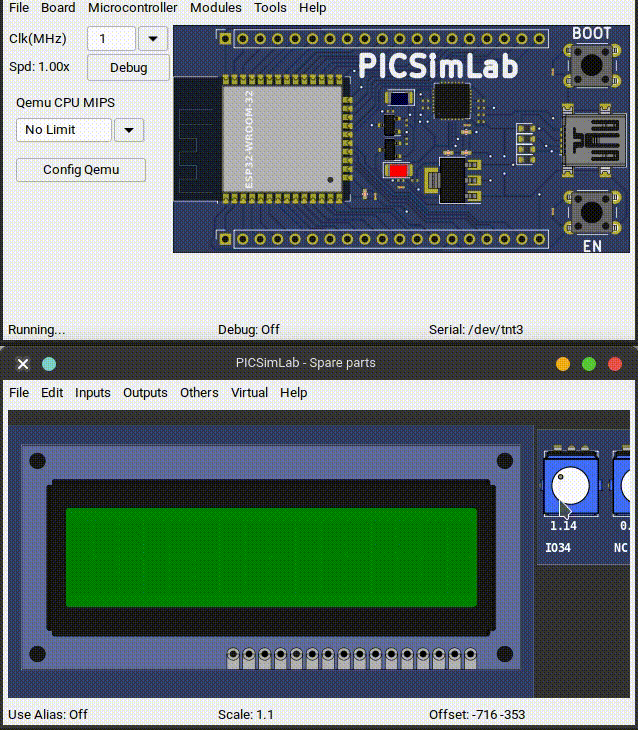 File Board Microcontroller Modules Tools Help
Clk(MHz) 1
Spd: 1.00x Debug
Qemu CPU MIPS
No Limit
Config Qemu
BOOT
PICSimLab
ESP32-WROOM-32
EN
Running... Debug: Off Serial: /dev/tnt3
PICSimLab - Spare parts
File Edit Inputs Outputs Others Virtual Help
1.14 0.
IO34 NC
Use Alias: Off Scale: 1.1 Offset: -716 -353